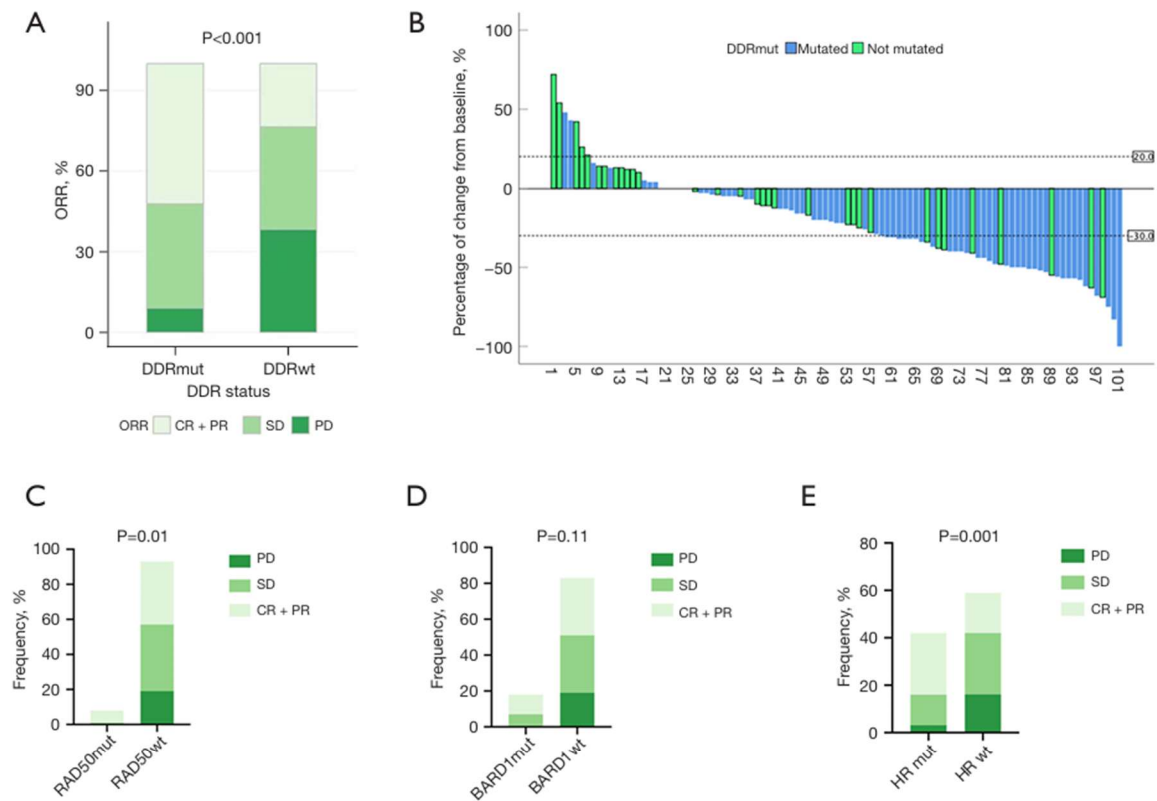 A
P<0.001
ORR, %
90
60
30
0
DDRmut DDRwt
DDR status
ORR CR + PR SD PD
B
DDRmut Mutated Not mutated
Percentage of change from baseline, %
100
50
0
−50
−100
20.0
−30.0
1 5 9 13 17 21 25 29 33 37 41 45 49 53 57 61 65 69 73 77 81 85 89 93 97 101
C
P=0.01
Frequency, %
100
80
60
40
20
0
RAD50mut RAD50wt
PD
SD
CR + PR
D
P=0.11
Frequency, %
100
80
60
40
20
0
BARD1mut BARD1wt
PD
SD
CR + PR
E
P=0.001
Frequency, %
80
60
40
20
0
HR mut HR wt
PD
SD
CR + PR